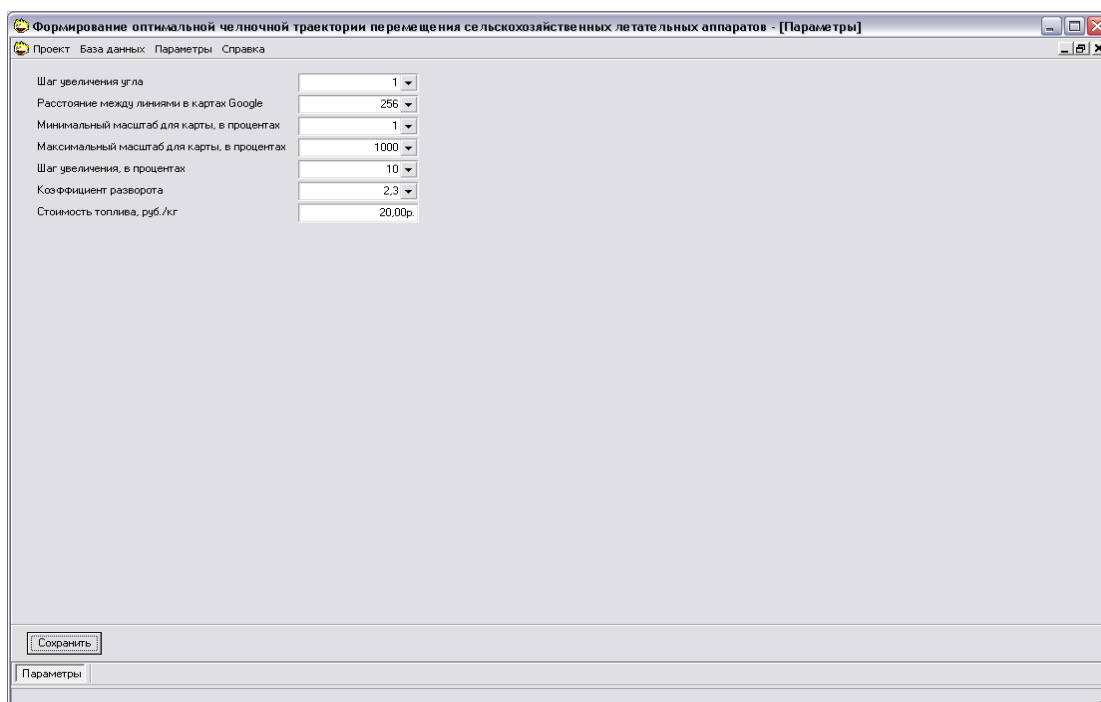 Формирование оптимальной челночной траектории перемещения сельскохозяйственных летательных аппаратов - [Параметры]
Проект База данных Параметры Справка
Шаг увеличения угла 1
Расстояние между линиями в картах Google 256
Минимальный масштаб для карты, в процентах 1
Максимальный масштаб для карты, в процентах 1000
Шаг увеличения, в процентах 10
Коэффициент разворота 2,3
Стоимость топлива, руб./кг 20,00р.
Сохранить
Параметры